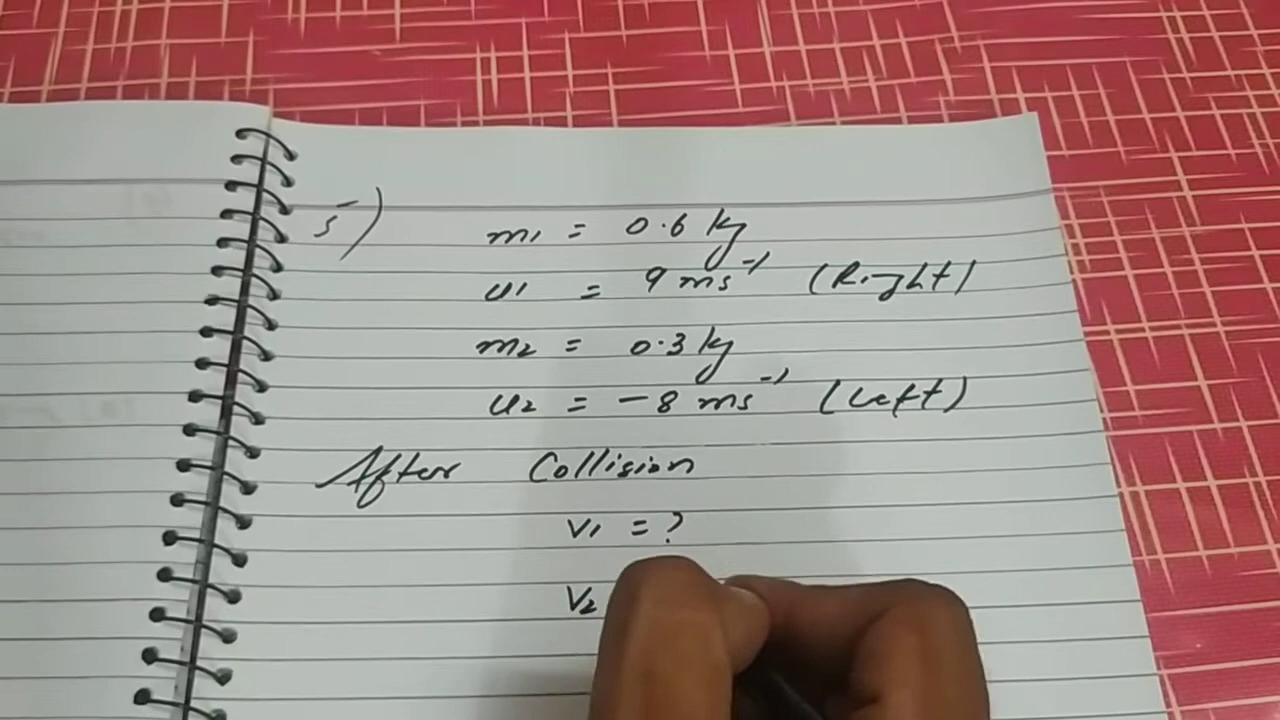 5)
m1 = 0.6 kg
u1 = 9 ms-1 (Right)
m2 = 0.3 kg
u2 = -8 ms-1 (Left)
After Collision
v1 = ?
V2